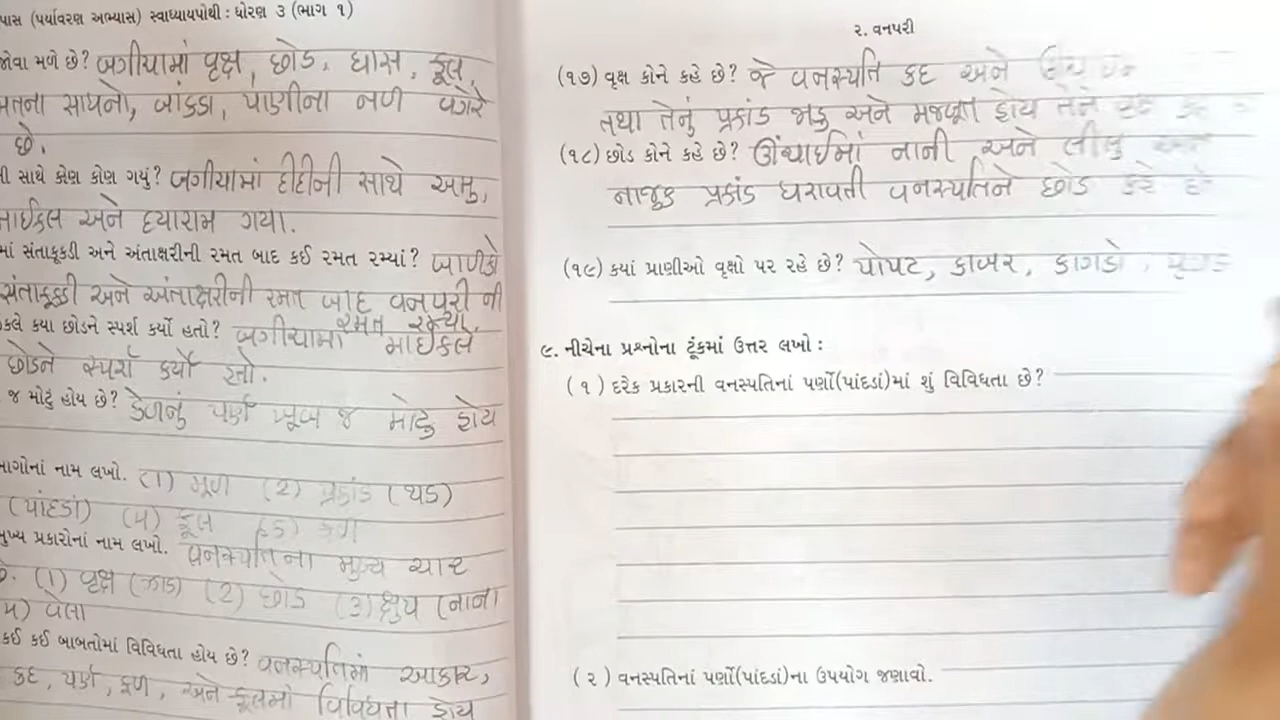 પાસ (પર્યાવરણ અભ્યાસ) સ્વાધ્યાયપોથી : ધોરણ ૩ (ભાગ ૧)
જોવા મળે છે? બગીચામાં વૃક્ષ, છોડ, ઘાસ, ફૂલ,
સાધનો, બાંકડા, પાણીના નળ વગેરે
છે.
સાથે કોણ કોણ ગયું? બગીચામાં દીદીની સાથે અમુ,
માઈકલ અને દયારામ ગયા.
માં સંતાકૂકડી અને અંતાક્ષરીની રમત બાદ કઈ રમત રમ્યાં? બાળકો
સંતાકૂકડી અને અંતાક્ષરીની રમત બાદ વનપરી ની
રમત રમ્યા.
કલે કયા છોડને સ્પર્શ કર્યો હતો? બગીચામાં માઈકલે
છોડને સ્પર્શ કર્યો હતો.
જ મોટું હોય છે? કેળનું પર્ણ ખૂબ જ મોટુ હોય
ભાગોનાં નામ લખો. (1) મૂળ (2) પ્રકાંડ (થડ)
(પાંદડાં) (૫) ફૂલ
મુખ્ય પ્રકારોનાં નામ લખો. વનસ્પતિના મુખ્ય ચાર
છે. (1) વૃક્ષ (ઝાડ) (2) છોડ (3) ક્ષુપ (નાના
વેલા
કઈ કઈ બાબતોમાં વિવિધતા હોય છે? વનસ્પતિમાં આકાર,
કદ, પર્ણ, ફળ, અને ફૂલમાં વિવિધતા હોય
૨. વનપરી
(૧૭) વૃક્ષ કોને કહે છે? જે વનસ્પતિ કદ અને
તથા તેનું પ્રકાંડ જાડુ અને મજબૂત હોય તેને
(૧૮) છોડ કોને કહે છે? ઊંચાઈમાં નાની અને લીલુ
નાજુક પ્રકાંડ ધરાવતી વનસ્પતિને છોડ કહે છે
(૧૯) કયાં પ્રાણીઓ વૃક્ષો પર રહે છે? પોપટ, કાબર, કાગડો,
૯. નીચેના પ્રશ્નોના ટૂંકમાં ઉત્તર લખો :
(૧) દરેક પ્રકારની વનસ્પતિનાં પર્ણો(પાંદડાં)માં શું વિવિધતા છે?
(૨) વનસ્પતિનાં પર્ણો(પાંદડાં)ના ઉપયોગ જણાવો.